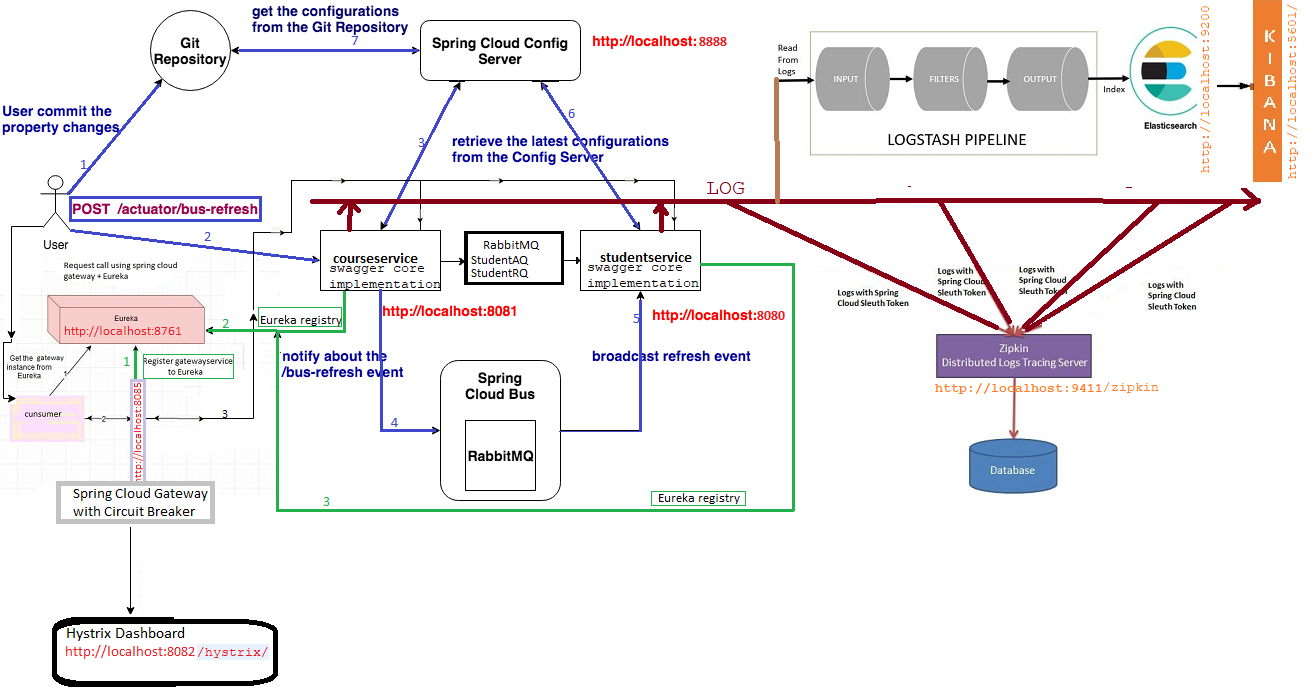 get the configurations
from the Git Repository
7
Git
Repository
Spring Cloud Config
Server
http://localhost: 8888
Read
From
Logs
INPUT
FILTERS
OUTPUT
Index
LOGSTASH PIPELINE
Elasticsearch
http://localhost:9200
KIBANA
http://localhost:5601/
User commit the
property changes
1
3
6
retrieve the latest configurations
from the Config Server
POST /actuator/bus-refresh
User
2
LOG
courseservice
swagger core
implementation
RabbitMQ
StudentAQ
StudentRQ
studentservice
swagger core
implementation
http://localhost:8081
http://localhost:8080
Request call using spring cloud
gateway + Eureka
Eureka
http://localhost:8761
2
Eureka registry
Get the gateway
instance from
Eureka
1
1
Register gatewayservice
to Eureka
notify about the
/bus-refresh event
5
broadcast refresh event
cunsumer
2
http://localhost:8085
3
4
Spring
Cloud Bus
RabbitMQ
3
Eureka registry
Spring Cloud Gateway
with Circuit Breaker
Hystrix Dashboard
http://localhost:8082/hystrix/
Logs with Spring
Cloud Sleuth Token
Logs with
Spring Cloud
Sleuth Token
Logs with
Spring Cloud
Sleuth Token
Logs with
Spring Cloud
Sleuth Token
Zipkin
Distributed Logs Tracing Server
http://localhost:9411/zipkin
Database